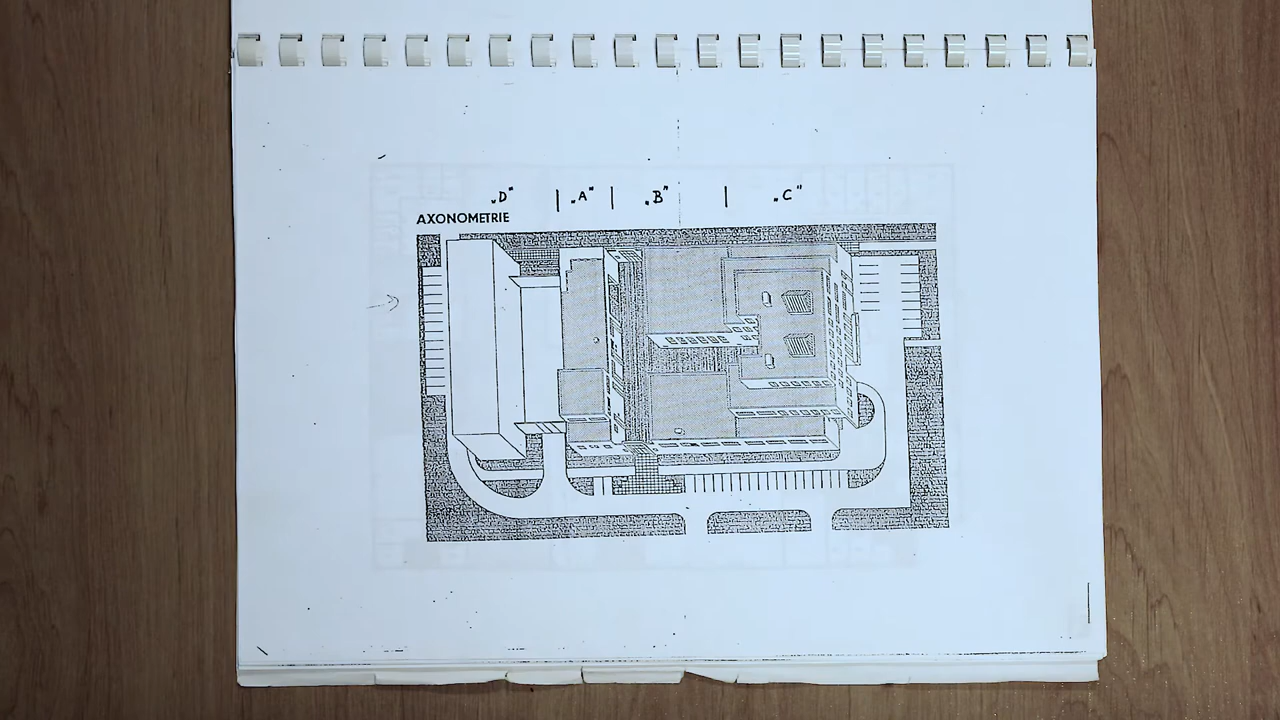 „D" | „A" | „B" | „C"
AXONOMETRIE